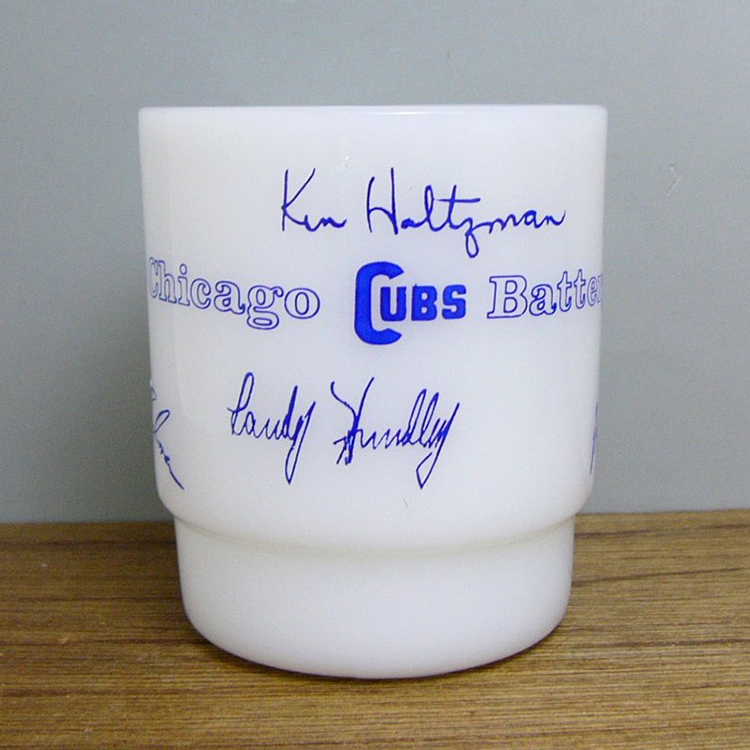 Ken Holtzman
Chicago CUBS Batter
Randy Hundley